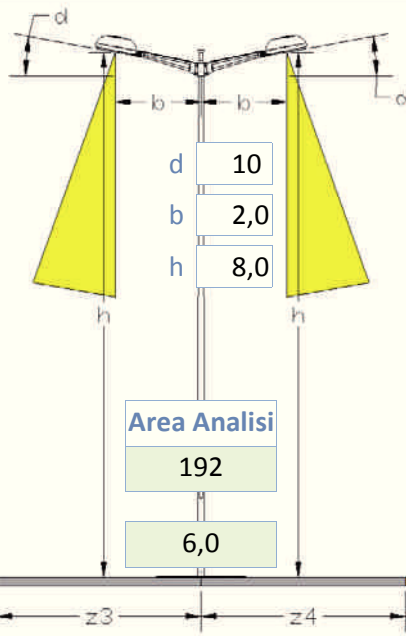 d
b b
d
d 10
b 2,0
h 8,0
h h
Area Analisi
192
6,0
z3 z4